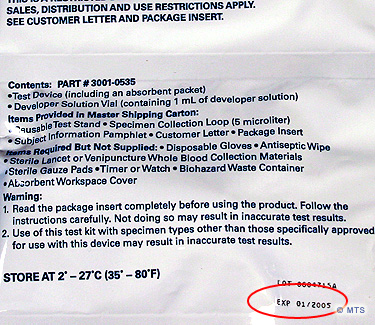 SALES, DISTRIBUTION AND USE RESTRICTIONS APPLY.
SEE CUSTOMER LETTER AND PACKAGE INSERT.
Contents: PART # 3001-0535
•Test Device (including an absorbent packet)
• Developer Solution Vial (containing 1 mL of developer solution)
Items Provided in Master Shipping Carton:
Reusable Test Stand • Specimen Collection Loop (5 microliter)
• Subject Information Pamphlet • Customer Letter • Package Insert
Items Required But Not Supplied: • Disposable Gloves • Antiseptic Wipe
•Sterile Lancet or Venipuncture Whole Blood Collection Materials
•Sterile Gauze Pads • Timer or Watch • Biohazard Waste Container
•Absorbent Workspace Cover
Warning:
1. Read the package insert completely before using the product. Follow the
instructions carefully. Not doing so may result in inaccurate test results.
2. Use of this test kit with specimen types other than those specifically approved
for use with this device may result in inaccurate test results.
STORE AT 2° - 27°C (35° - 80°F)
LOT
EXP 01/2005
© MTS